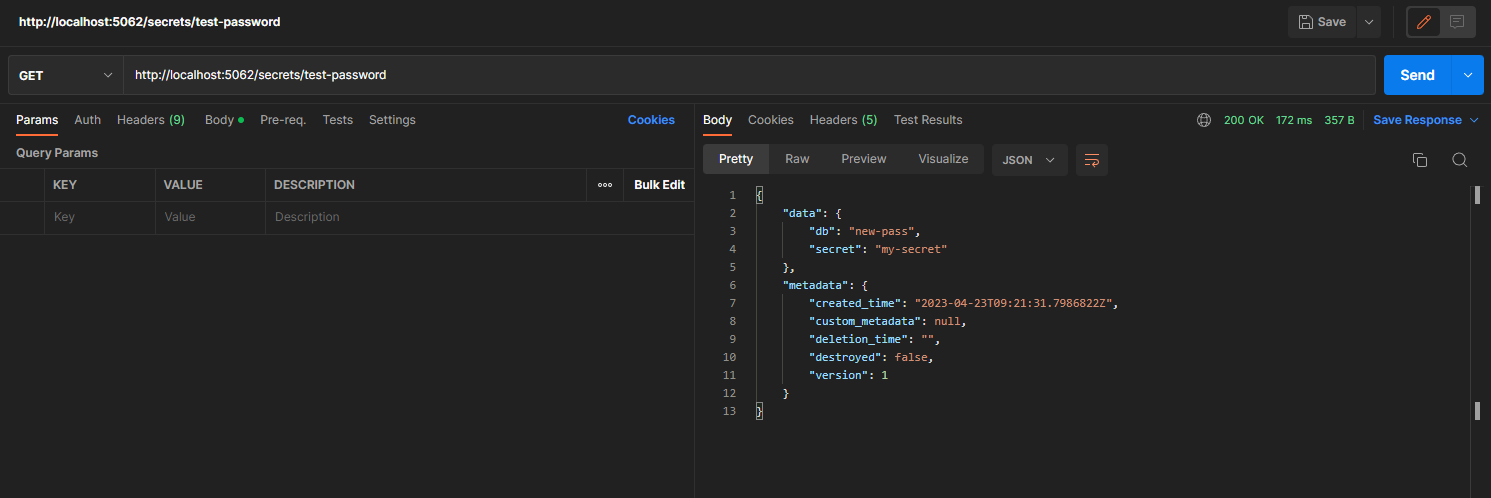 http://localhost:5062/secrets/test-password
Save
GET
http://localhost:5062/secrets/test-password
Send
Params Auth Headers (9) Body Pre-req. Tests Settings Cookies
Query Params
KEY VALUE DESCRIPTION ooo Bulk Edit
Key Value Description
Body Cookies Headers (5) Test Results 200 OK 172 ms 357 B Save Response
Pretty Raw Preview Visualize JSON
1 {
2 "data": {
3 "db": "new-pass",
4 "secret": "my-secret"
5 },
6 "metadata": {
7 "created_time": "2023-04-23T09:21:31.7986822Z",
8 "custom_metadata": null,
9 "deletion_time": "",
10 "destroyed": false,
11 "version": 1
12 }
13 }